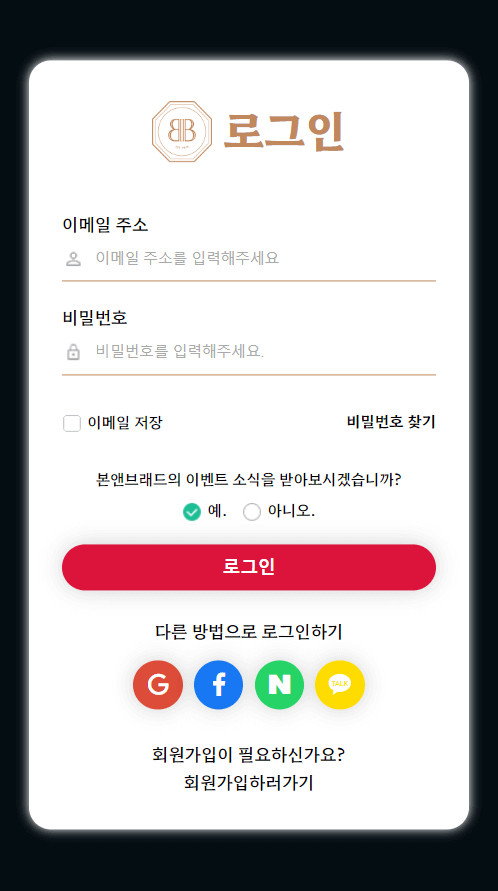 로그인
이메일 주소
이메일 주소를 입력해주세요
비밀번호
비밀번호를 입력해주세요.
이메일 저장 비밀번호 찾기
본앤브래드의 이벤트 소식을 받아보시겠습니까?
예. 아니오.
로그인
다른 방법으로 로그인하기
G f N TALK
회원가입이 필요하신가요?
회원가입하러가기